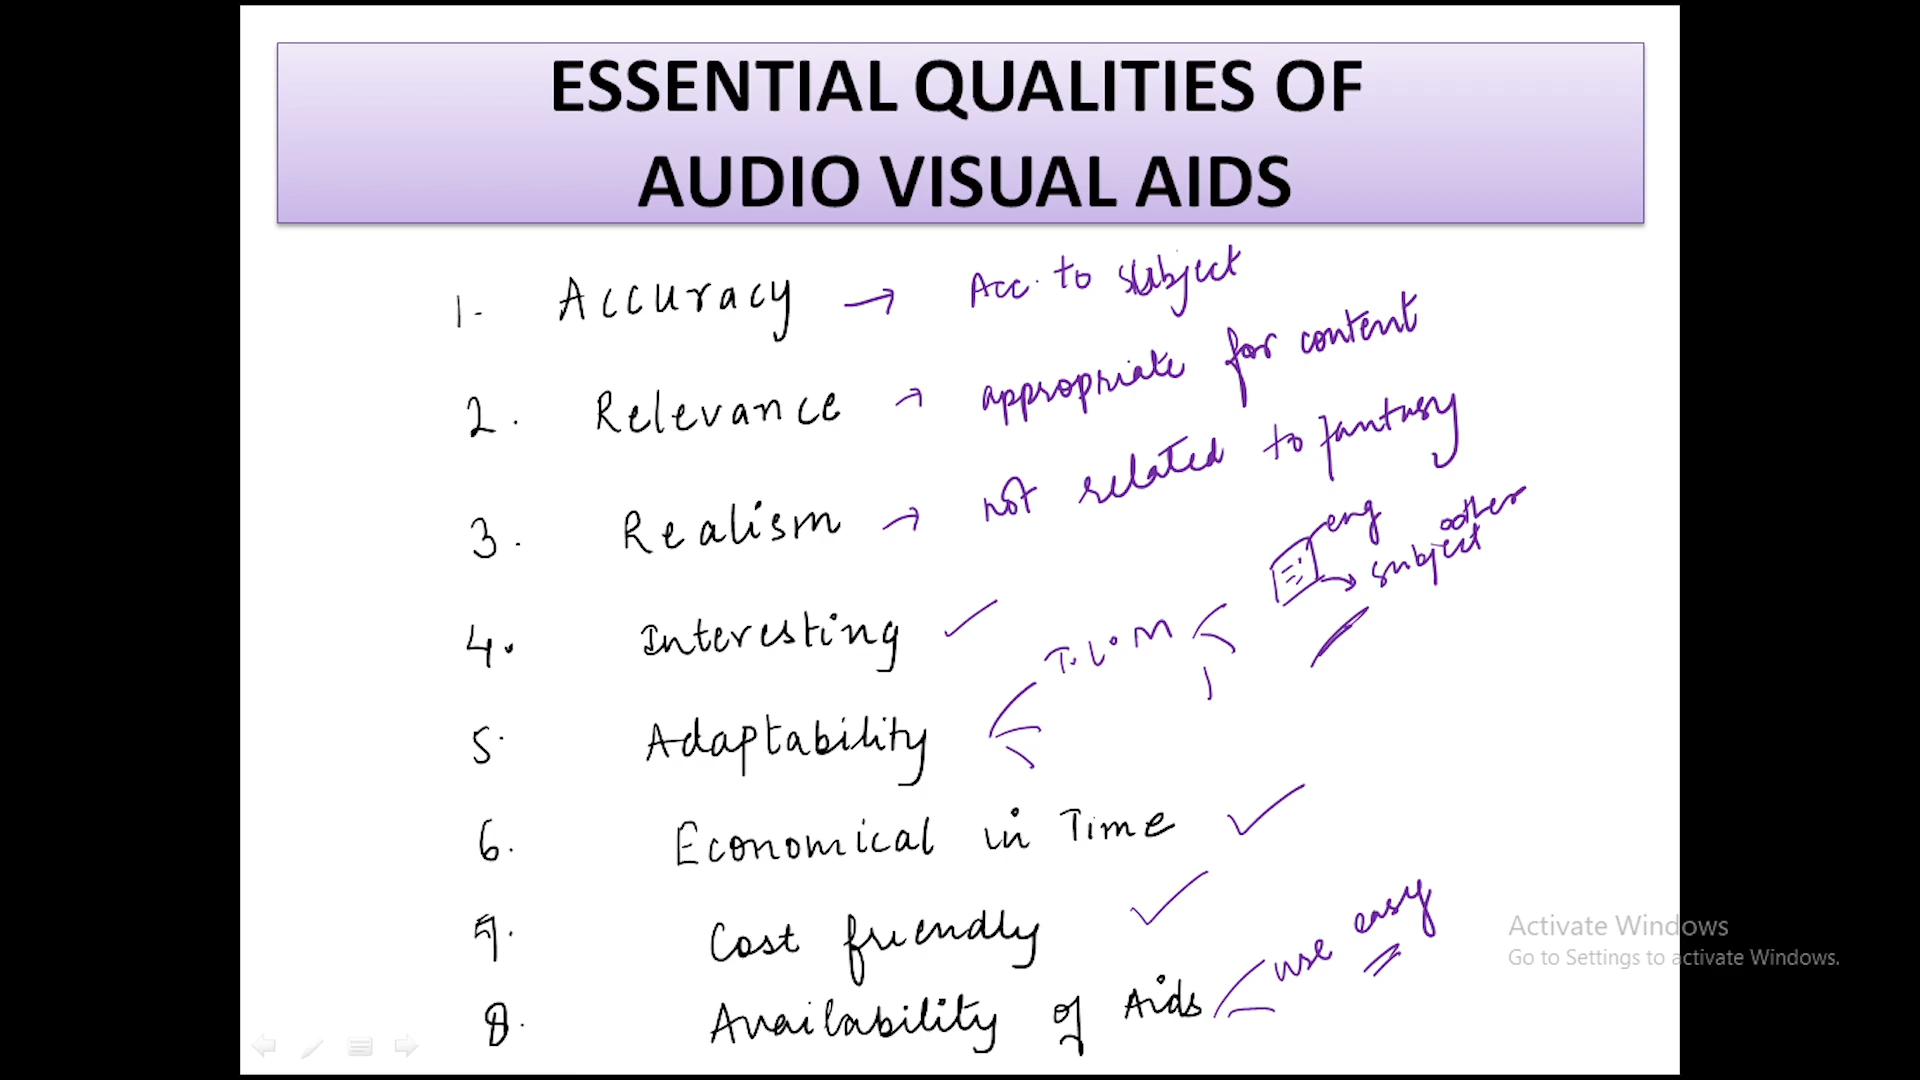 ESSENTIAL QUALITIES OF
AUDIO VISUAL AIDS
1. Accuracy → Acc. to subject
2. Relevance → appropriate for content
3. Realism → not related to fantasy
4. Interesting ✓
T.L.M
eng
other
subject
5. Adaptability
6. Economical in Time ✓
7. Cost friendly ✓
8. Availability of Aids
use easy
Activate Windows
Go to Settings to activate Windows.